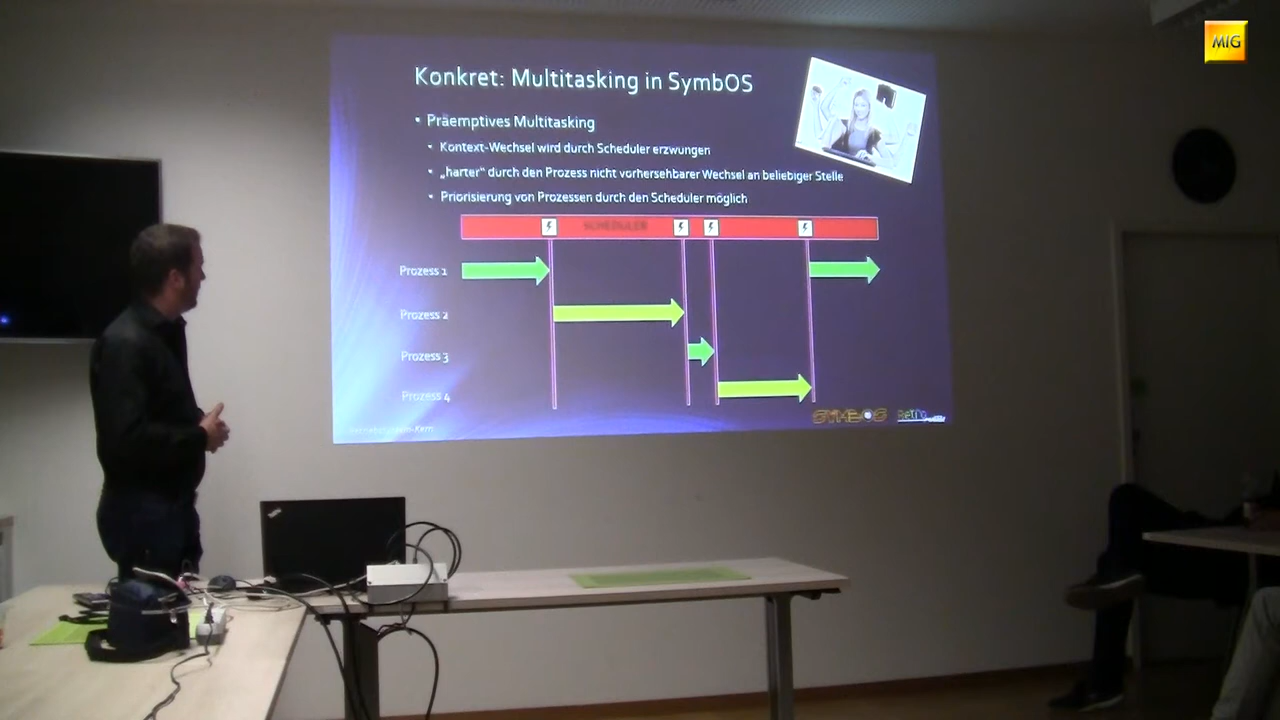 MIG
Konkret: Multitasking in SymbOS
• Präemptives Multitasking
• Kontext-Wechsel wird durch Scheduler erzwungen
• „harter“ durch den Prozess nicht vorhersehbarer Wechsel an beliebiger Stelle
• Priorisierung von Prozessen durch den Scheduler möglich
SCHEDULER
Prozess 1
Prozess 2
Prozess 3
Prozess 4
SYMBOS